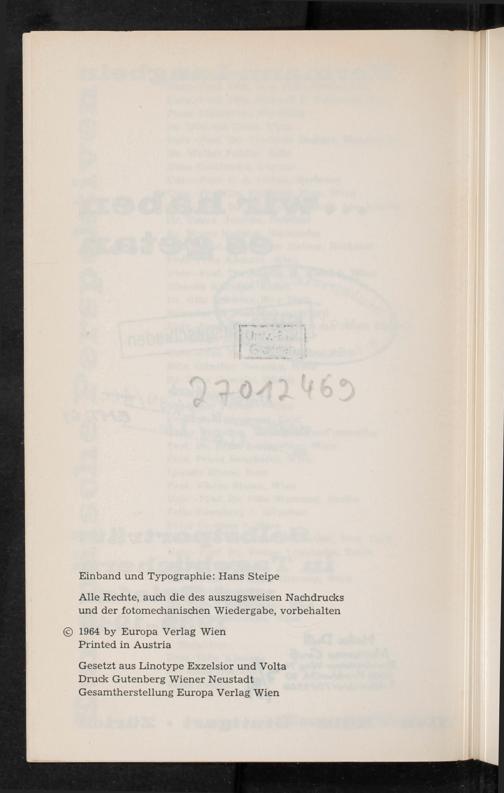 27012469
Einband und Typographie: Hans Steipe
Alle Rechte, auch die des auszugsweisen Nachdrucks
und der fotomechanischen Wiedergabe, vorbehalten
© 1964 by Europa Verlag Wien
Printed in Austria
Gesetzt aus Linotype Exzelsior und Volta
Druck Gutenberg Wiener Neustadt
Gesamtherstellung Europa Verlag Wien